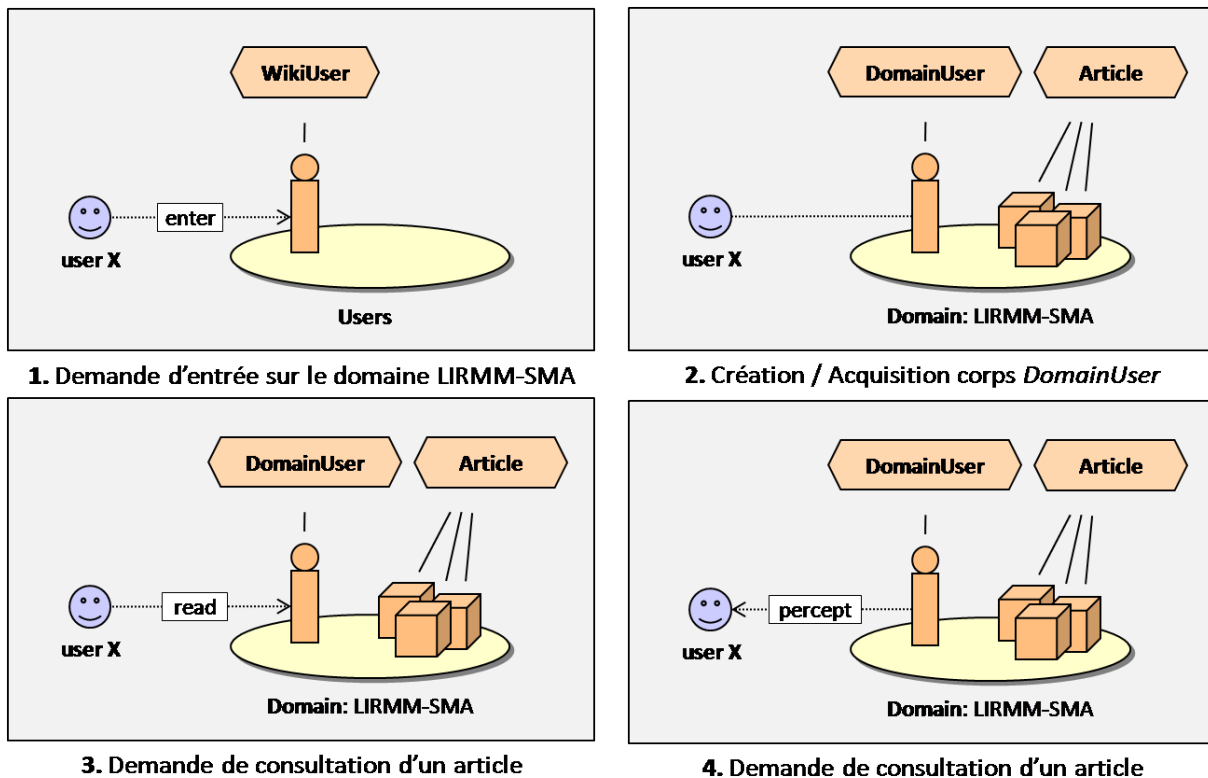 WikiUser
enter
user X
Users
1. Demande d'entrée sur le domaine LIRMM-SMA
DomainUser
Article
user X
Domain: LIRMM-SMA
2. Création / Acquisition corps DomainUser
DomainUser
Article
read
user X
Domain: LIRMM-SMA
3. Demande de consultation d'un article
DomainUser
Article
percept
user X
Domain: LIRMM-SMA
4. Demande de consultation d'un article